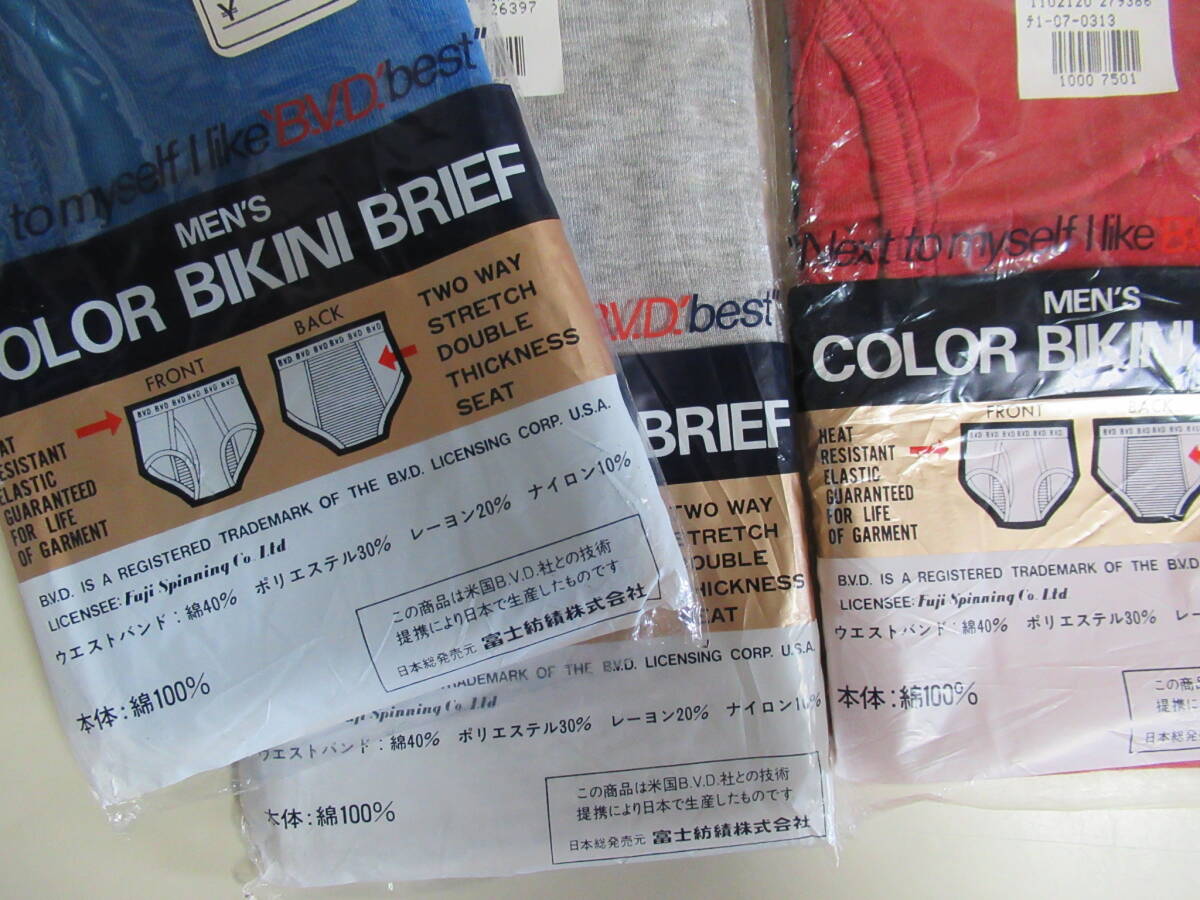 ¥
to myself I like 'B.V.D.' best"
MEN'S
OLOR BIKINI BRIEF
FRONT
BACK
B.V.D. B.V.D. B.V.D. B.V.D. B.V.D.
B.V.D. B.V.D. B.V.D. B.V.D. B.V.D.
TWO WAY
STRETCH
DOUBLE
THICKNESS
SEAT
EAT
RESISTANT
ELASTIC
GUARANTEED
FOR LIFE
OF GARMENT
B.V.D. IS A REGISTERED TRADEMARK OF THE B.V.D. LICENSING CORP. U.S.A.
LICENSEE: Fuji Spinning Co. Ltd
ウエストバンド：綿40% ポリエステル30% レーヨン20% ナイロン10%
本体：綿100%
この商品は米国B.V.D.社との技術
提携により日本で生産したものです
日本総発売元 富士紡績株式会社
26397
B.V.D.' best"
BRIEF
TWO WAY
STRETCH
DOUBLE
THICKNESS
SEAT
TRADEMARK OF THE B.V.D. LICENSING CORP. U.S.A.
Fuji Spinning Co. Ltd
ウエストバンド：綿40% ポリエステル30% レーヨン20% ナイロン10%
本体：綿100%
この商品は米国B.V.D.社との技術
提携により日本で生産したものです
日本総発売元 富士紡績株式会社
1102120 279386
チ1-07-0313
1000 7501
"Next to myself I like 'B
MEN'S
COLOR BIKINI
FRONT
BACK
B.V.D. B.V.D. B.V.D. B.V.D. B.V.D.
HEAT
RESISTANT
ELASTIC
GUARANTEED
FOR LIFE
OF GARMENT
B.V.D. IS A REGISTERED TRADEMARK OF THE B.V.D
LICENSEE: Fuji Spinning Co. Ltd
ウエストバンド：綿40% ポリエステル30% レー
本体：綿100%
この商
提携に
日本総発